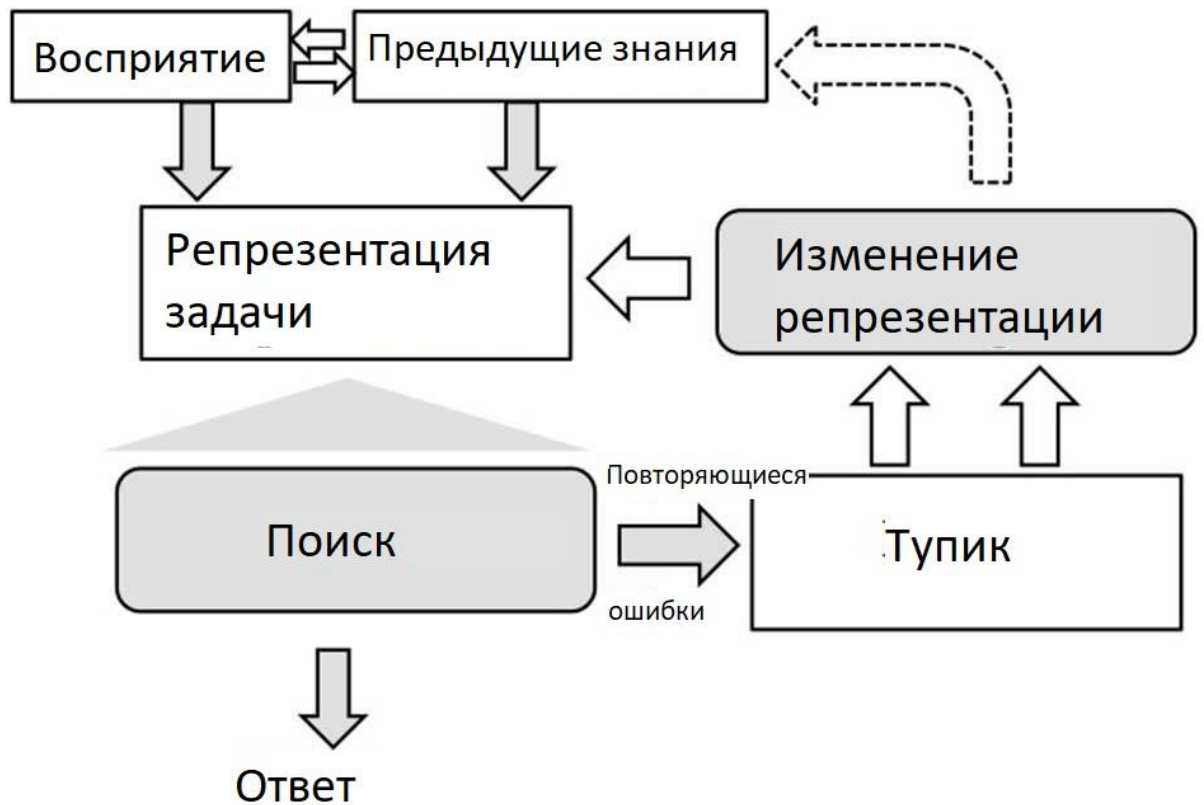 Восприятие
Предыдущие знания
Репрезентация
задачи
Изменение
репрезентации
Поиск
Повторяющиеся
ошибки
Тупик
Ответ